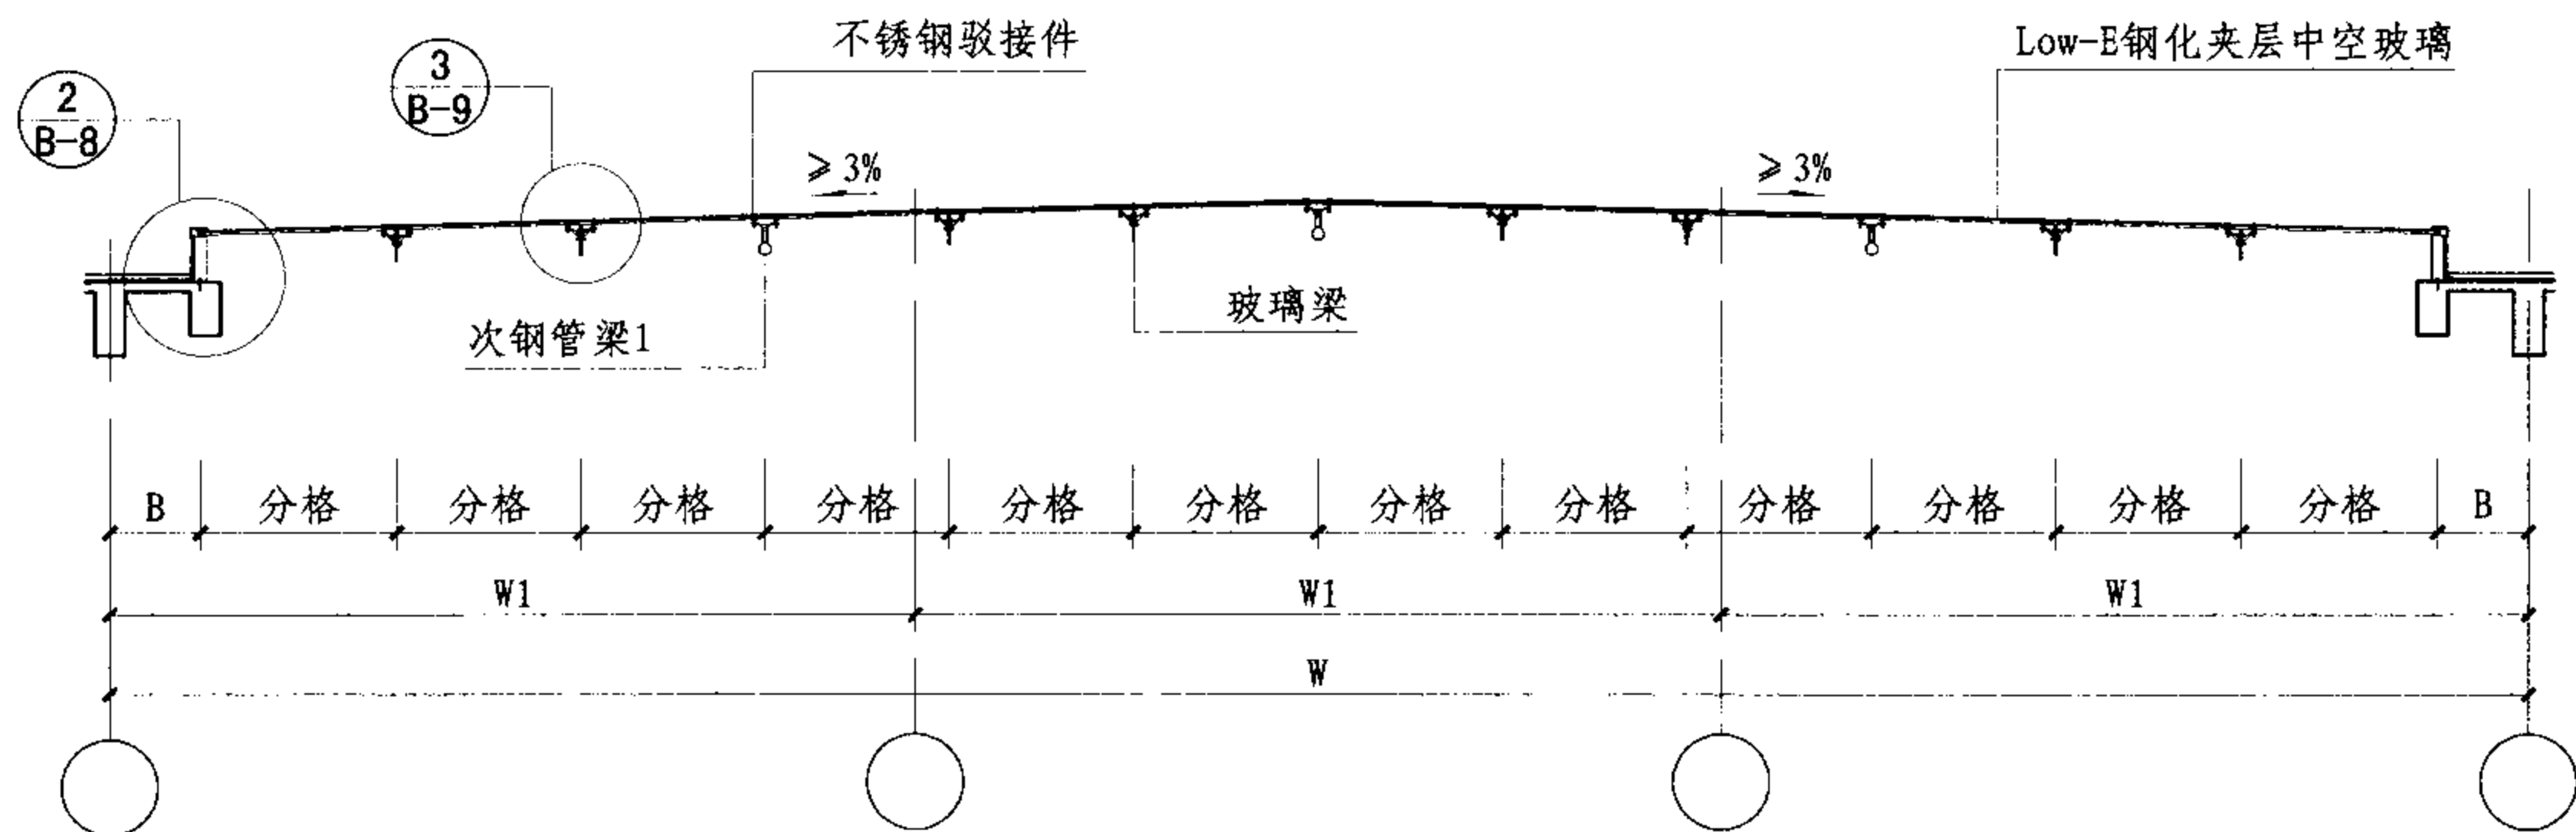 不锈钢驳接件
Low-E钢化夹层中空玻璃
2
B-8
3
B-9
≥3%
≥3%
次钢管梁1
玻璃梁
B 分格 分格 分格 分格 分格 分格 分格 分格 分格 分格 分格 分格 B
W1 W1 W1
W